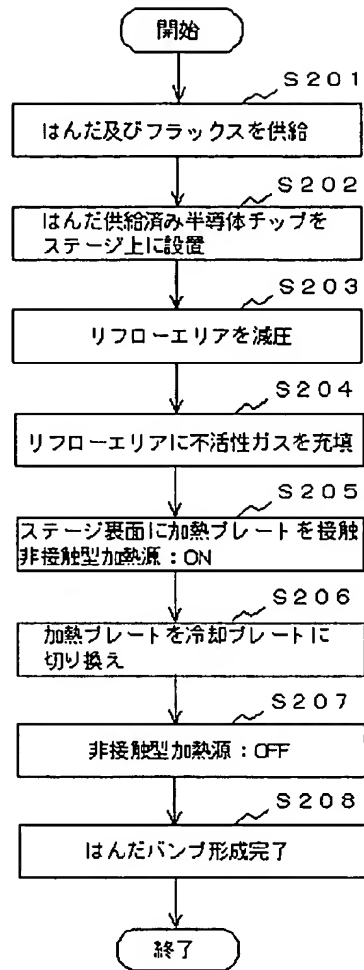 開始
S201
はんだ及びフラックスを供給
S202
はんだ供給済み半導体チップを
ステージ上に設置
S203
リフローエリアを減圧
S204
リフローエリアに不活性ガスを充填
S205
ステージ裏面に加熱プレートを接触
非接触型加熱源：ON
S206
加熱プレートを冷却プレートに
切り換え
S207
非接触型加熱源：OFF
S208
はんだバンプ形成完了
終了